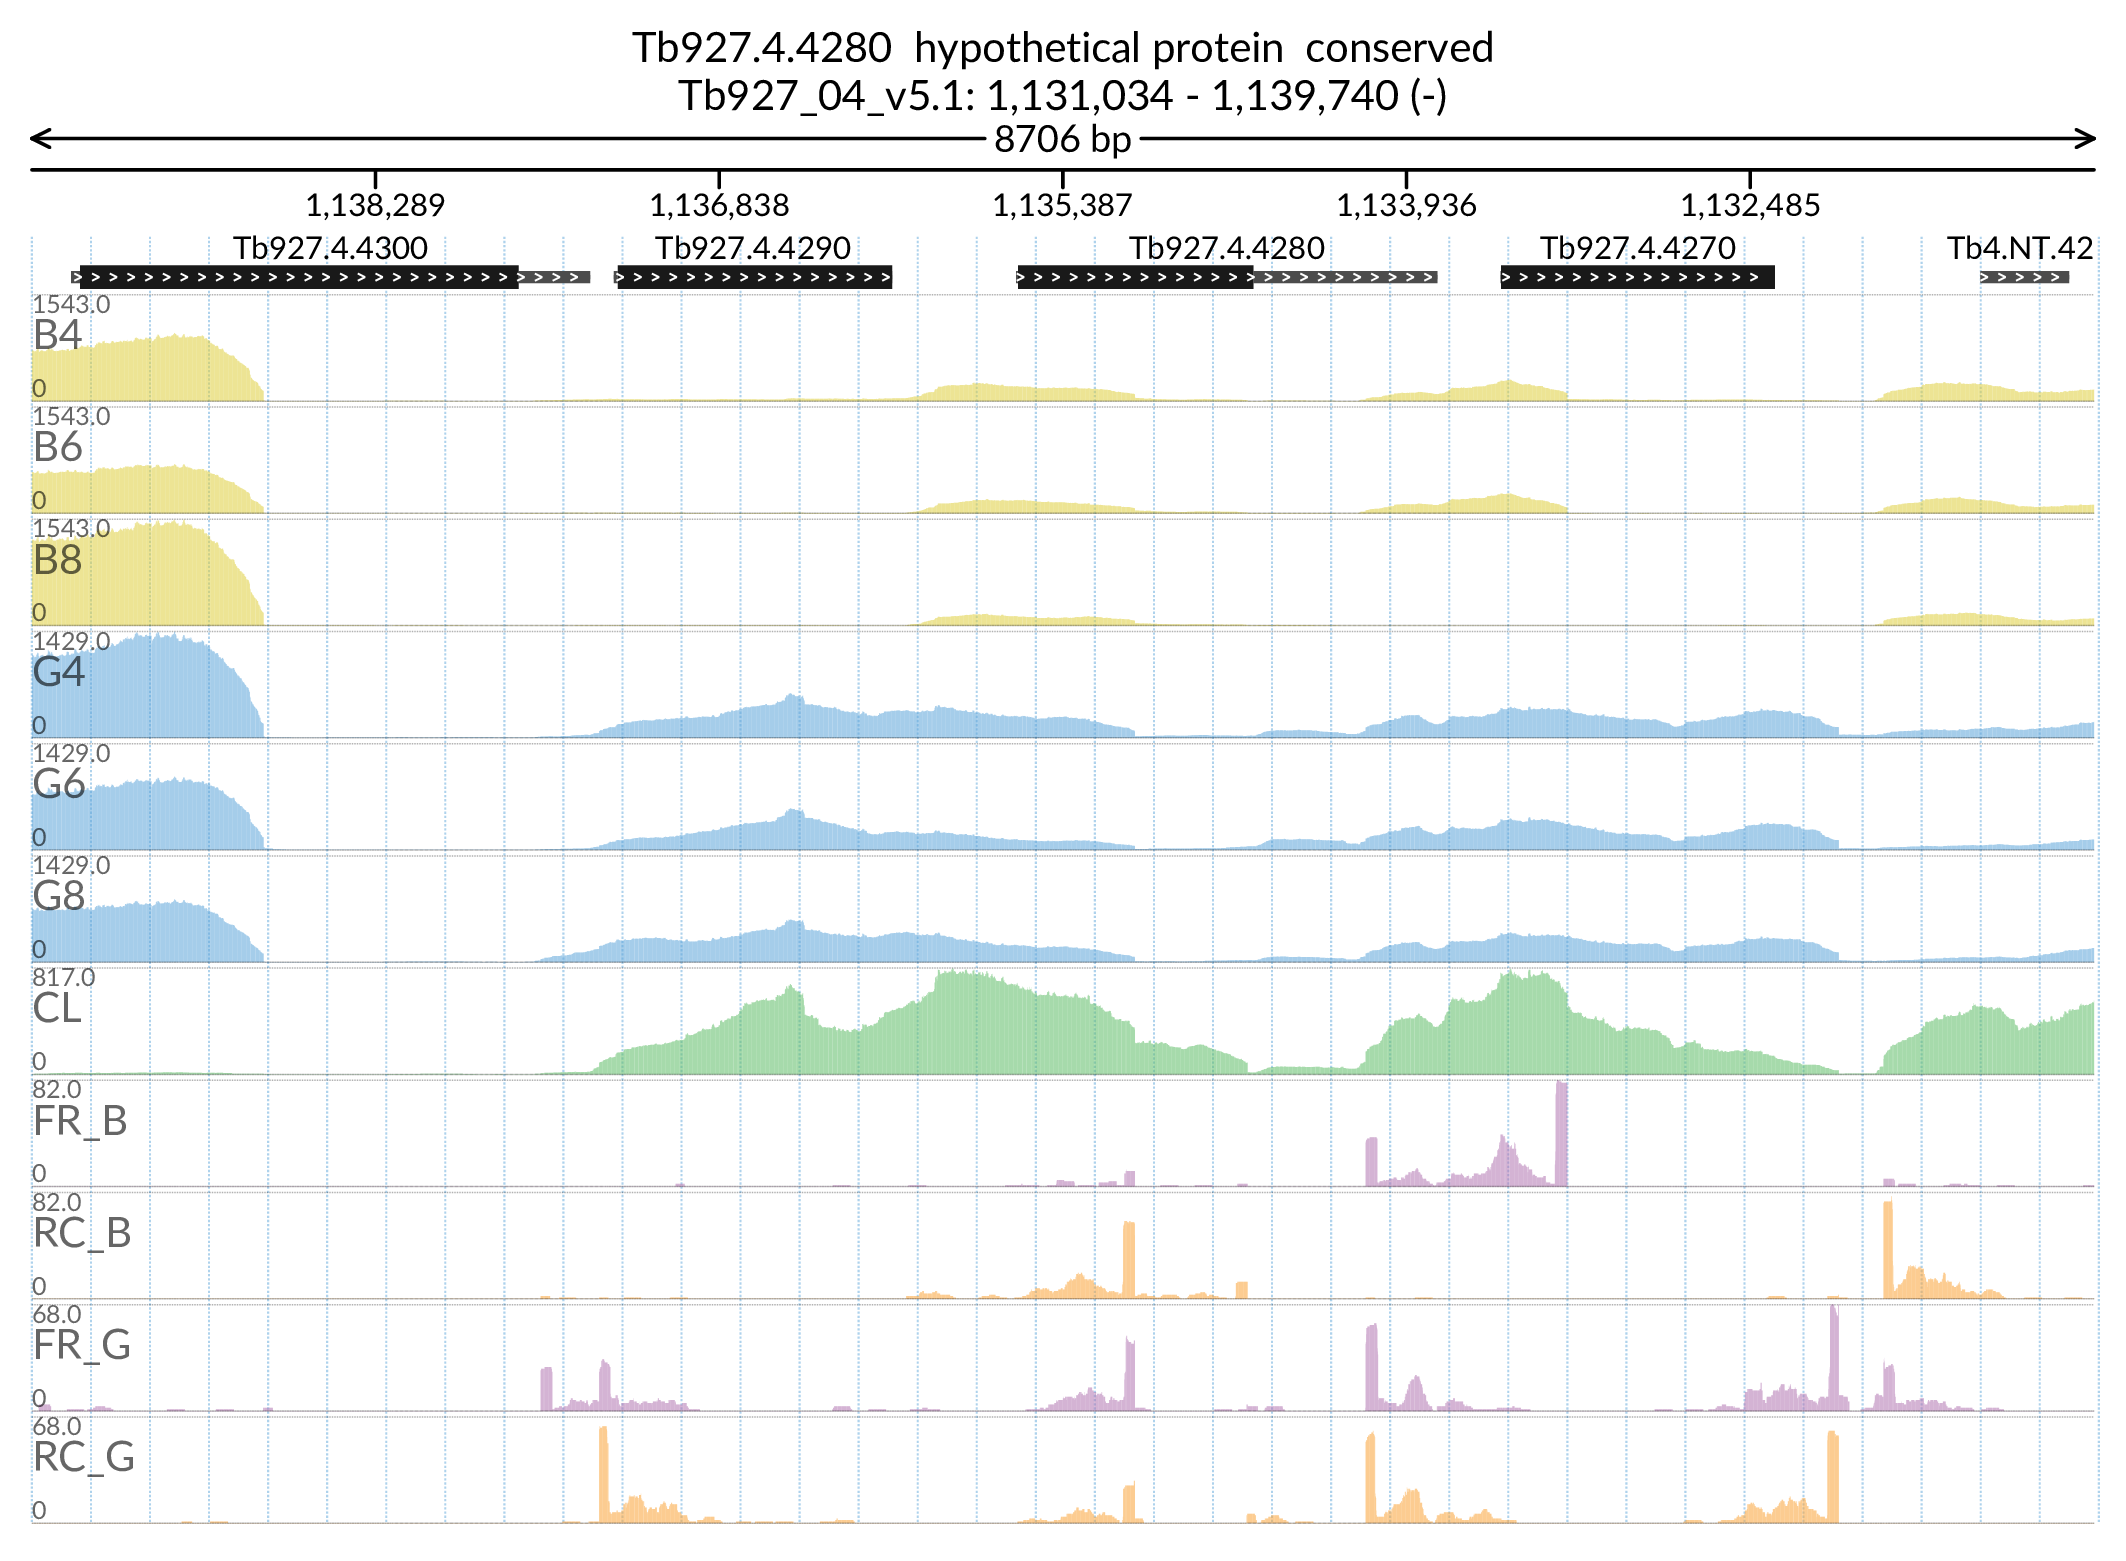 Tb927.4.4280  hypothetical protein  conserved
Tb927_04_v5.1: 1,131,034 - 1,139,740 (-)
8706 bp
1,138,289 1,136,838 1,135,387 1,133,936 1,132,485
Tb927.4.4300 Tb927.4.4290 Tb927.4.4280 Tb927.4.4270 Tb4.NT.42
1543.0
B4
0
1543.0
B6
0
1543.0
B8
0
1429.0
G4
0
1429.0
G6
0
1429.0
G8
0
817.0
CL
0
82.0
FR_B
0
82.0
RC_B
0
68.0
FR_G
0
68.0
RC_G
0